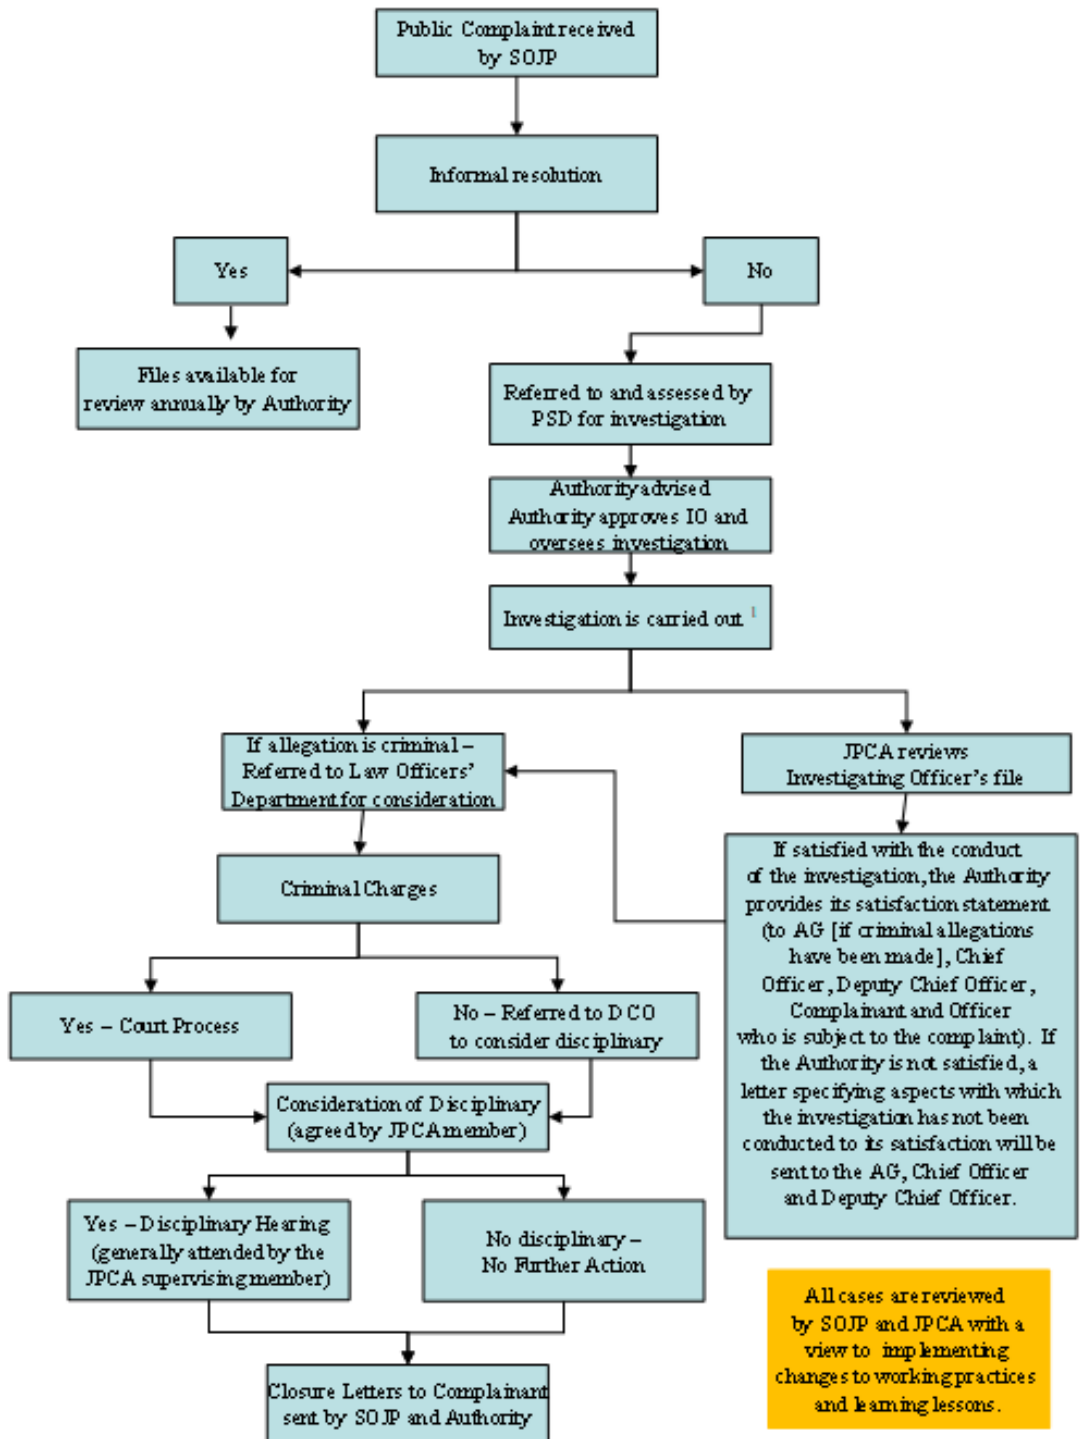 Public Complaint received
by SOJP
Informal resolution
Yes
No
Files available for
review annually by Authority
Referred to and assessed by
PSD for investigation
Authority advised
Authority approves IO and
oversees investigation
Investigation is carried out 1
If allegation is criminal –
Referred to Law Officers’
Department for consideration
JPCA reviews
Investigating Officer’s file
Criminal Charges
If satisfied with the conduct
of the investigation, the Authority
provides its satisfaction statement
(to AG [if criminal allegations
have been made], Chief
Officer, Deputy Chief Officer,
Complainant and Officer
who is subject to the complaint). If
the Authority is not satisfied, a
letter specifying aspects with which
the investigation has not been
conducted to its satisfaction will be
sent to the AG, Chief Officer
and Deputy Chief Officer.
Yes – Court Process
No – Referred to DCO
to consider disciplinary
Consideration of Disciplinary
(agreed by JPCA member)
Yes – Disciplinary Hearing
(generally attended by the
JPCA supervising member)
No disciplinary –
No Further Action
All cases are reviewed
by SOJP and JPCA with a
view to implementing
changes to working practices
and learning lessons.
Closure Letters to Complainant
sent by SOJP and Authority